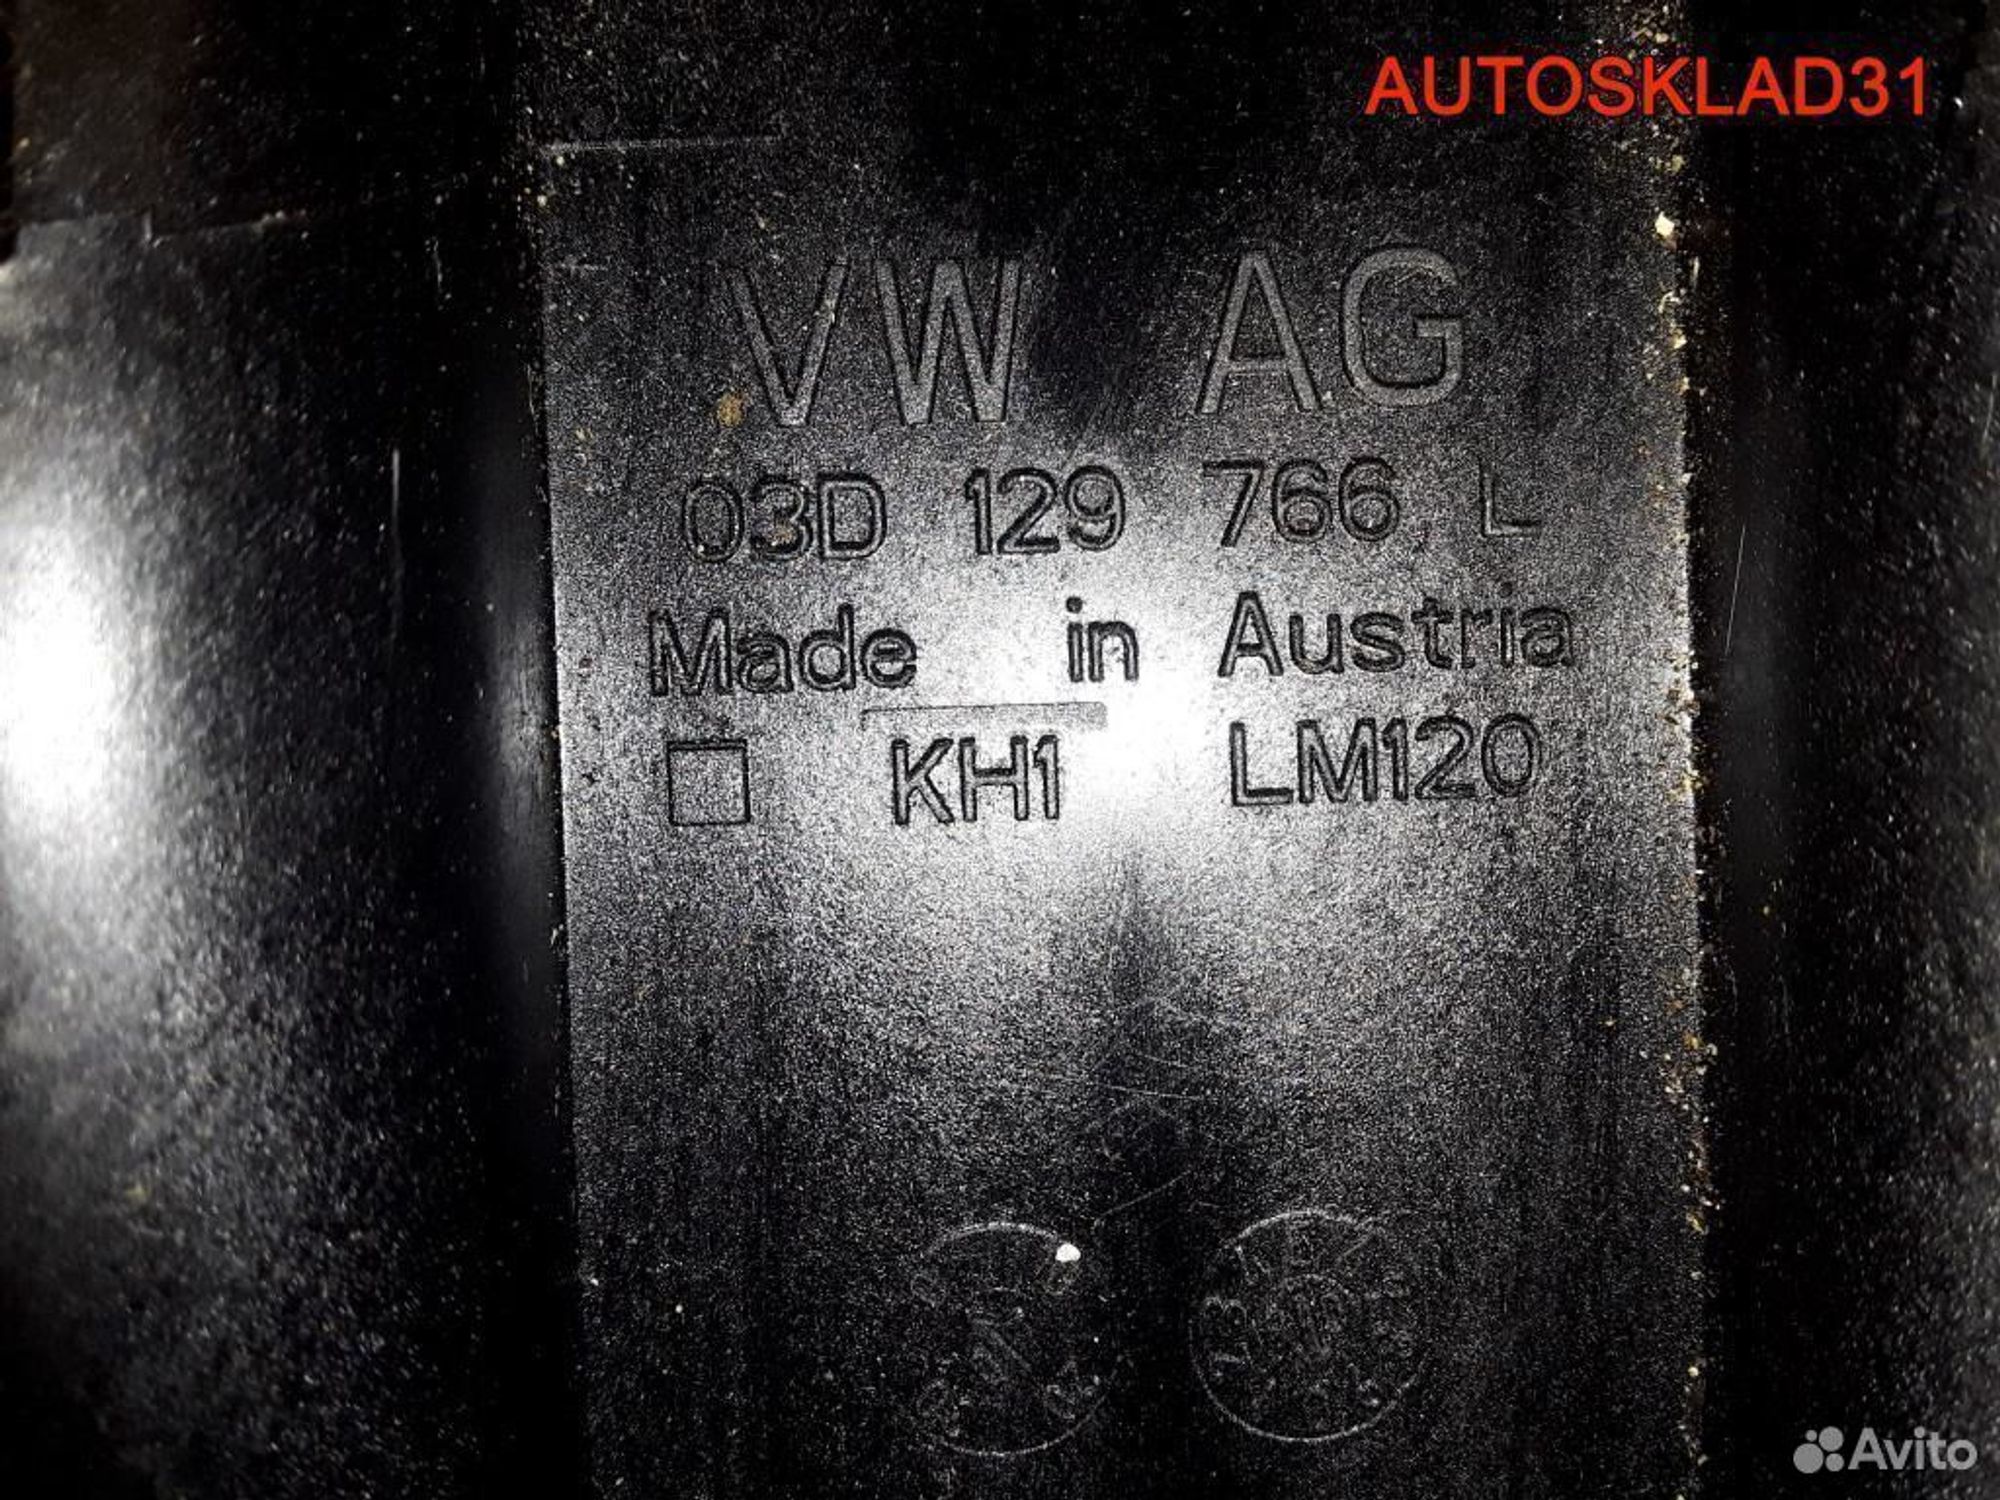 AUTOSKLAD31
VW AG
03D 129 766 L
Made in Austria
KH1 LM120
Avito